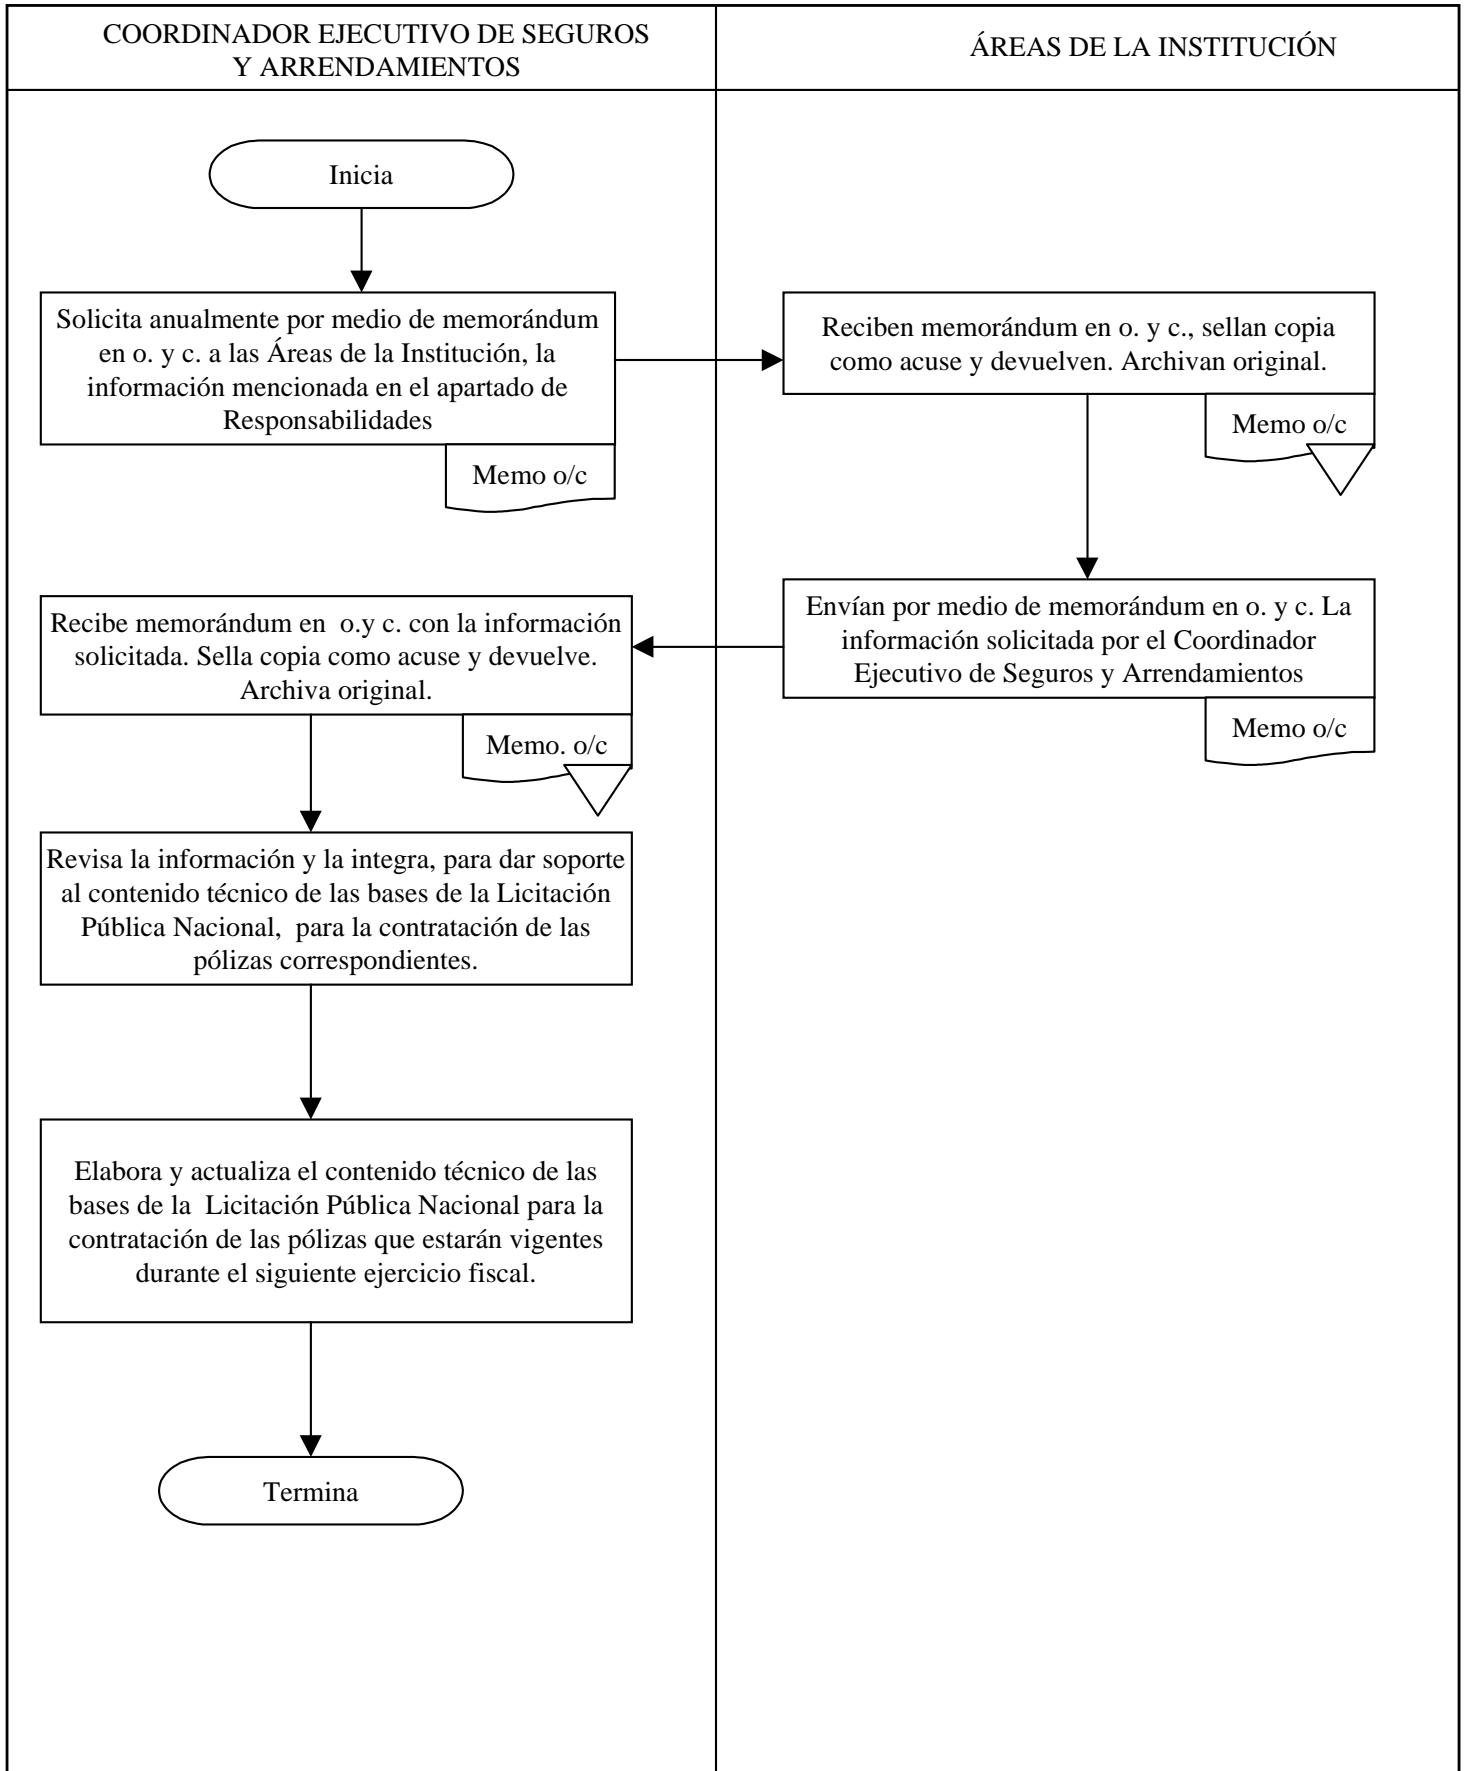 COORDINADOR EJECUTIVO DE SEGUROS
Y ARRENDAMIENTOS
ÁREAS DE LA INSTITUCIÓN
Inicia
Solicita anualmente por medio de memorándum
en o. y c. a las Áreas de la Institución, la
información mencionada en el apartado de
Responsabilidades
Memo o/c
Reciben memorándum en o. y c., sellan copia
como acuse y devuelven. Archivan original.
Memo o/c
Envían por medio de memorándum en o. y c. La
información solicitada por el Coordinador
Ejecutivo de Seguros y Arrendamientos
Memo o/c
Recibe memorándum en  o.y c. con la información
solicitada. Sella copia como acuse y devuelve.
Archiva original.
Memo. o/c
Revisa la información y la integra, para dar soporte
al contenido técnico de las bases de la Licitación
Pública Nacional,  para la contratación de las
pólizas correspondientes.
Elabora y actualiza el contenido técnico de las
bases de la  Licitación Pública Nacional para la
contratación de las pólizas que estarán vigentes
durante el siguiente ejercicio fiscal.
Termina